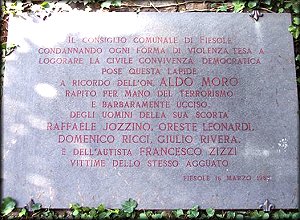 IL CONSIGLIO COMUNALE DI FIESOLE
CONDANNANDO OGNI FORMA DI VIOLENZA TESA A
LOGORARE LA CIVILE CONVIVENZA DEMOCRATICA
POSE QUESTA LAPIDE
A RICORDO DELL'ON. ALDO MORO
RAPITO PER MANO DEL TERRORISMO
E BARBARAMENTE UCCISO,
DEGLI UOMINI DELLA SUA SCORTA
RAFFAELE JOZZINO, ORESTE LEONARDI,
DOMENICO RICCI, GIULIO RIVERA,
E DELL'AUTISTA FRANCESCO ZIZZI
VITTIME DELLO STESSO AGGUATO
FIESOLE 16 MARZO